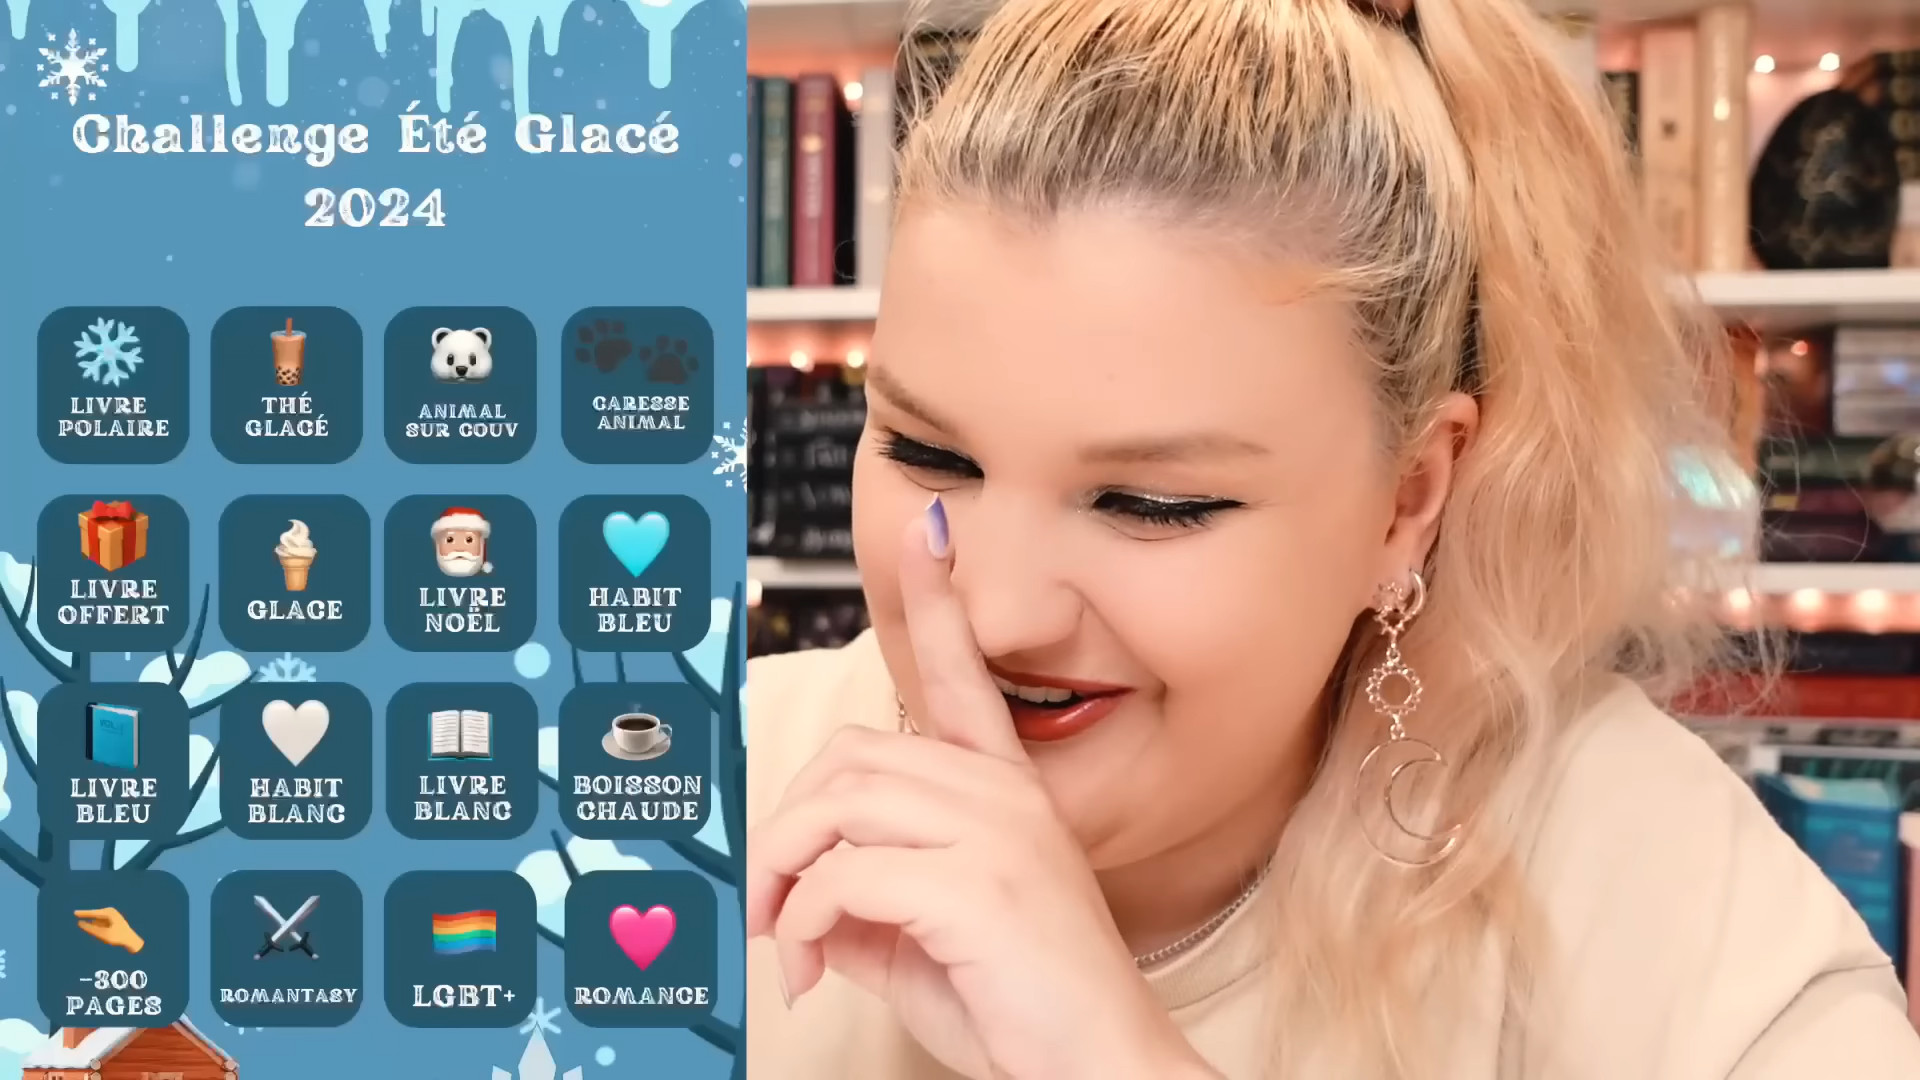 Challenge Été Glacé
2024
LIVRE
POLAIRE
THÉ
GLACÉ
ANIMAL
SUR COUV
CARESSE
ANIMAL
LIVRE
OFFERT
GLACE
LIVRE
NOËL
HABIT
BLEU
LIVRE
BLEU
HABIT
BLANC
LIVRE
BLANC
BOISSON
CHAUDE
-300
PAGES
ROMANTASY
LGBT+
ROMANCE